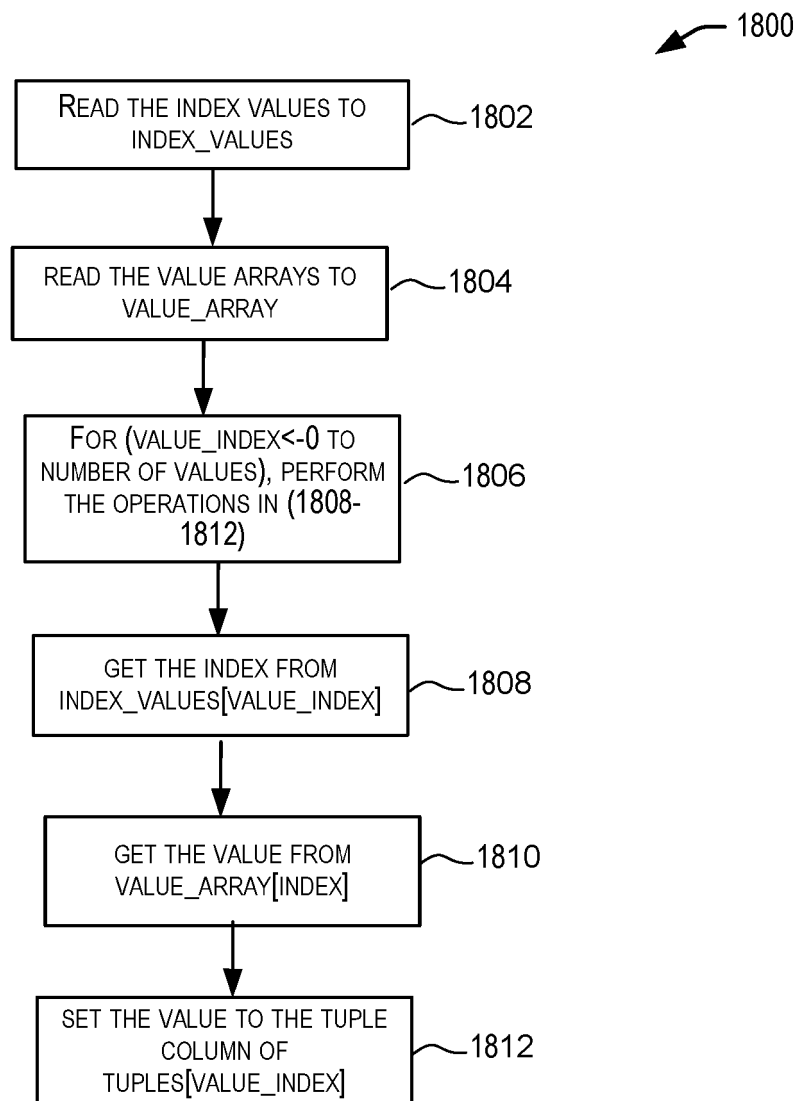 1800
READ THE INDEX VALUES TO
INDEX_VALUES
1802
READ THE VALUE ARRAYS TO
VALUE_ARRAY
1804
FOR (VALUE_INDEX<-0 TO
NUMBER OF VALUES), PERFORM
THE OPERATIONS IN (1808-
1812)
1806
GET THE INDEX FROM
INDEX_VALUES[VALUE_INDEX]
1808
GET THE VALUE FROM
VALUE_ARRAY[INDEX]
1810
SET THE VALUE TO THE TUPLE
COLUMN OF
TUPLES[VALUE_INDEX]
1812